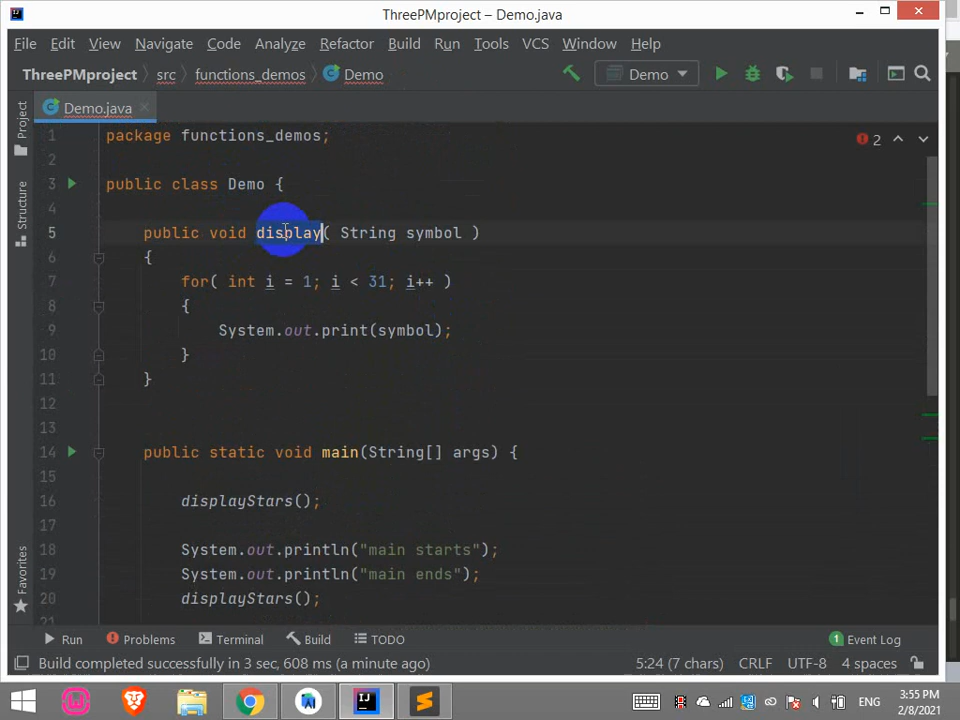 ThreePMproject – Demo.java
File Edit View Navigate Code Analyze Refactor Build Run Tools VCS Window Help
ThreePMproject src functions_demos Demo Demo
Demo.java
Project
Structure
Favorites
2
1 package functions_demos;
2
3 public class Demo {
4
5 public void display( String symbol )
6 {
7 for( int i = 1; i < 31; i++ )
8 {
9 System.out.print(symbol);
10 }
11 }
12
13
14 public static void main(String[] args) {
15
16 displayStars();
17
18 System.out.println("main starts");
19 System.out.println("main ends");
20 displayStars();
21
Run Problems Terminal Build TODO 1 Event Log
Build completed successfully in 3 sec, 608 ms (a minute ago) 5:24 (7 chars) CRLF UTF-8 4 spaces
ENG
3:55 PM
2/8/2021